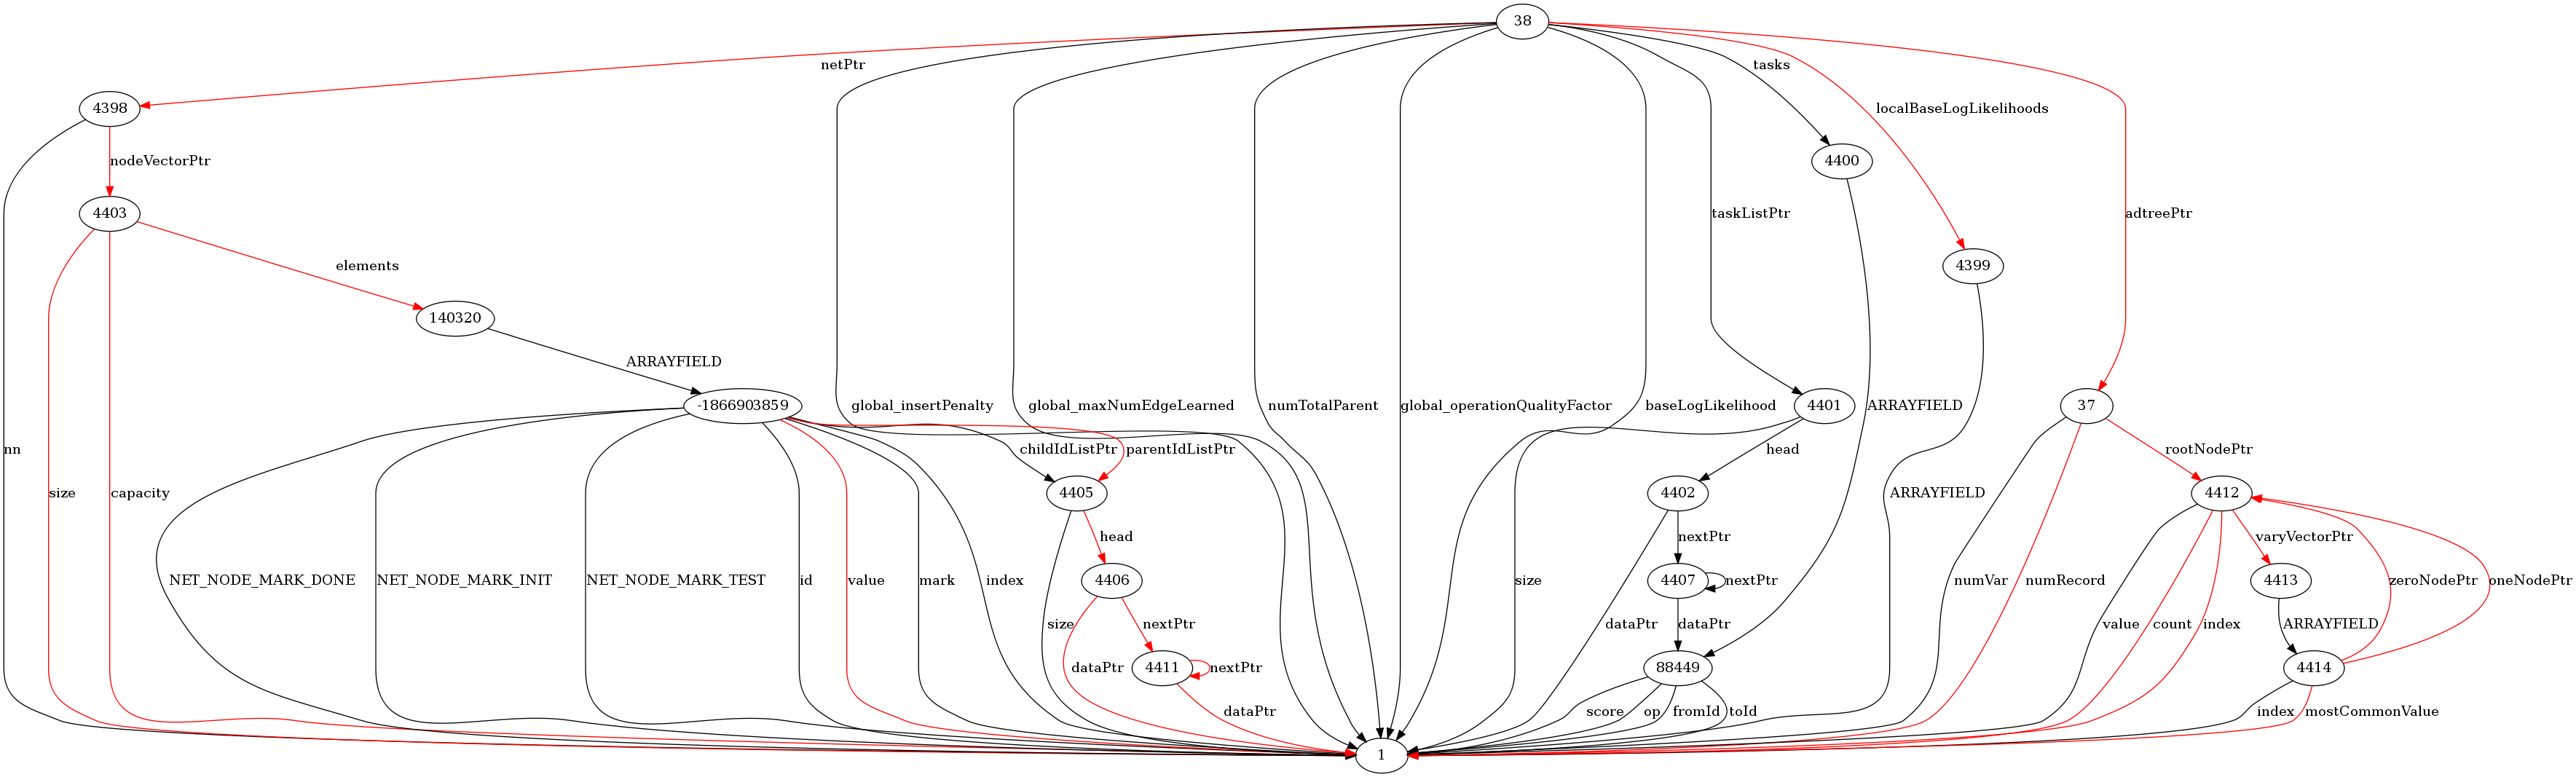 38
netPtr
tasks
4398
localBaseLogLikelihoods
nodeVectorPtr
4400
4403
taskListPtr
adtreePtr
elements
4399
140320
ARRAYFIELD
-1866903859
global_insertPenalty
global_maxNumEdgeLearned
numTotalParent
global_operationQualityFactor
baseLogLikelihood
4401
ARRAYFIELD
37
nn
childIdListPtr
parentIdListPtr
head
rootNodePtr
size
capacity
4405
4402
ARRAYFIELD
4412
head
nextPtr
varyVectorPtr
NET_NODE_MARK_DONE
NET_NODE_MARK_INIT
NET_NODE_MARK_TEST
id
value
mark
index
4406
size
4407
nextPtr
numVar
numRecord
4413
zeroNodePtr
oneNodePtr
size
nextPtr
dataPtr
dataPtr
value
count
index
ARRAYFIELD
dataPtr
4411
nextPtr
88449
4414
dataPtr
score
op
fromId
toId
index
mostCommonValue
1